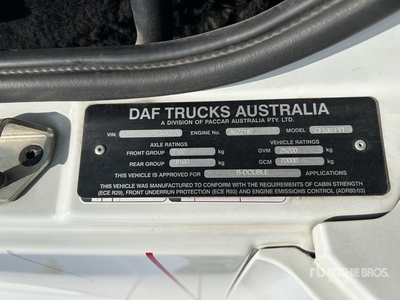 DAF TRUCKS AUSTRALIA
A DIVISION OF PACCAR AUSTRALIA PTY. LTD.
VIN ENGINE No. MODEL
AXLE RATINGS VEHICLE RATINGS
FRONT GROUP kg GVM 25200 kg
REAR GROUP kg GCM 70000 kg
THIS VEHICLE IS APPROVED FOR B-DOUBLE APPLICATIONS
THIS VEHICLE WAS MANUFACTURED TO CONFORM WITH THE REQUIREMENTS OF CABIN STRENGTH
(ECE R29), FRONT UNDERRUN PROTECTION (ECE R93) AND ENGINE EMISSIONS CONTROL (ADR80/03)
rb
RITCHIE BROS.